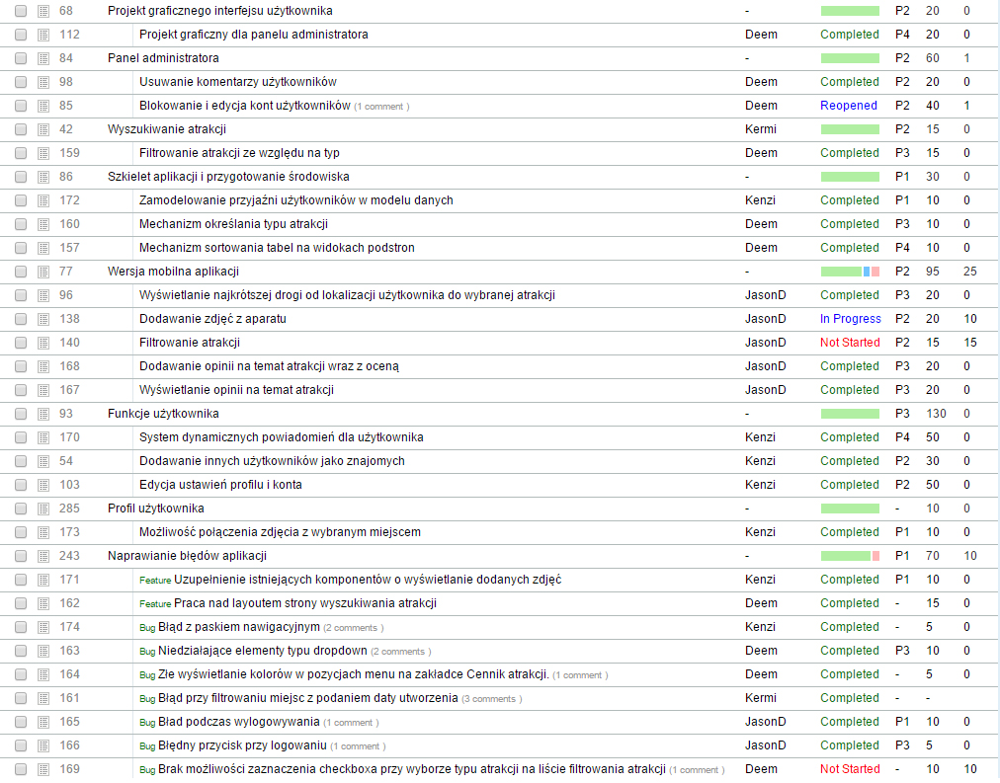 68 Projekt graficznego interfejsu użytkownika - P2 20 0
112 Projekt graficzny dla panelu administratora Deem Completed P4 20 0
84 Panel administratora - P2 60 1
98 Usuwanie komentarzy użytkowników Deem Completed P2 20 0
85 Blokowanie i edycja kont użytkowników (1 comment ) Deem Reopened P2 40 1
42 Wyszukiwanie atrakcji Kermi P2 15 0
159 Filtrowanie atrakcji ze względu na typ Deem Completed P3 15 0
86 Szkielet aplikacji i przygotowanie środowiska - P1 30 0
172 Zamodelowanie przyjaźni użytkowników w modelu danych Kenzi Completed P1 10 0
160 Mechanizm określania typu atrakcji Deem Completed P3 10 0
157 Mechanizm sortowania tabel na widokach podstron Deem Completed P4 10 0
77 Wersja mobilna aplikacji - P2 95 25
96 Wyświetlanie najkrótszej drogi od lokalizacji użytkownika do wybranej atrakcji JasonD Completed P3 20 0
138 Dodawanie zdjęć z aparatu JasonD In Progress P2 20 10
140 Filtrowanie atrakcji JasonD Not Started P2 15 15
168 Dodawanie opinii na temat atrakcji wraz z oceną JasonD Completed P3 20 0
167 Wyświetlanie opinii na temat atrakcji JasonD Completed P3 20 0
93 Funkcje użytkownika - P3 130 0
170 System dynamicznych powiadomień dla użytkownika Kenzi Completed P4 50 0
54 Dodawanie innych użytkowników jako znajomych Kenzi Completed P2 30 0
103 Edycja ustawień profilu i konta Kenzi Completed P2 50 0
285 Profil użytkownika - - 10 0
173 Możliwość połączenia zdjęcia z wybranym miejscem Kenzi Completed P1 10 0
243 Naprawianie błędów aplikacji - P1 70 10
171 Feature Uzupełnienie istniejących komponentów o wyświetlanie dodanych zdjęć Kenzi Completed P1 10 0
162 Feature Praca nad layoutem strony wyszukiwania atrakcji Deem Completed - 15 0
174 Bug Błąd z paskiem nawigacyjnym (2 comments ) Kenzi Completed - 5 0
163 Bug Niedziałające elementy typu dropdown (2 comments ) Deem Completed P3 10 0
164 Bug Złe wyświetlanie kolorów w pozycjach menu na zakładce Cennik atrakcji. (1 comment ) Deem Completed - 5 0
161 Bug Błąd przy filtrowaniu miejsc z podaniem daty utworzenia (3 comments ) Kermi Completed - -
165 Bug Bład podczas wylogowywania (1 comment ) JasonD Completed P1 10 0
166 Bug Błędny przycisk przy logowaniu (1 comment ) JasonD Completed P3 5 0
169 Bug Brak możliwości zaznaczenia checkboxa przy wyborze typu atrakcji na liście filtrowania atrakcji (1 comment ) Deem Not Started - 10 10